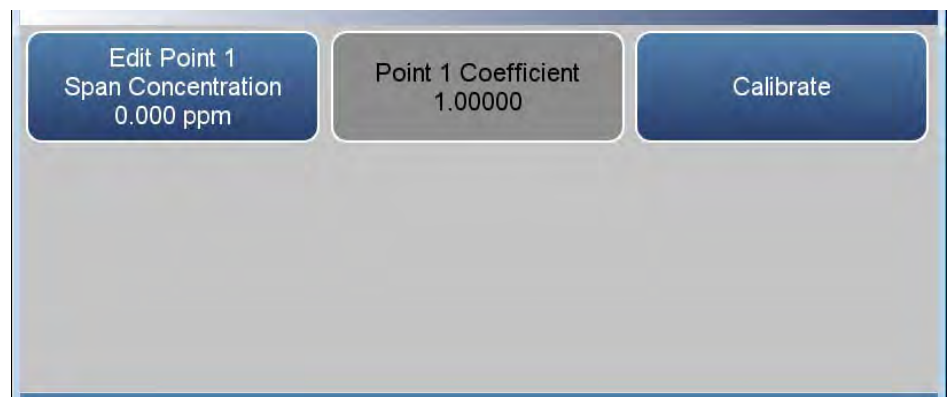 Edit Point 1
Span Concentration
0.000 ppm
Point 1 Coefficient
1.00000
Calibrate